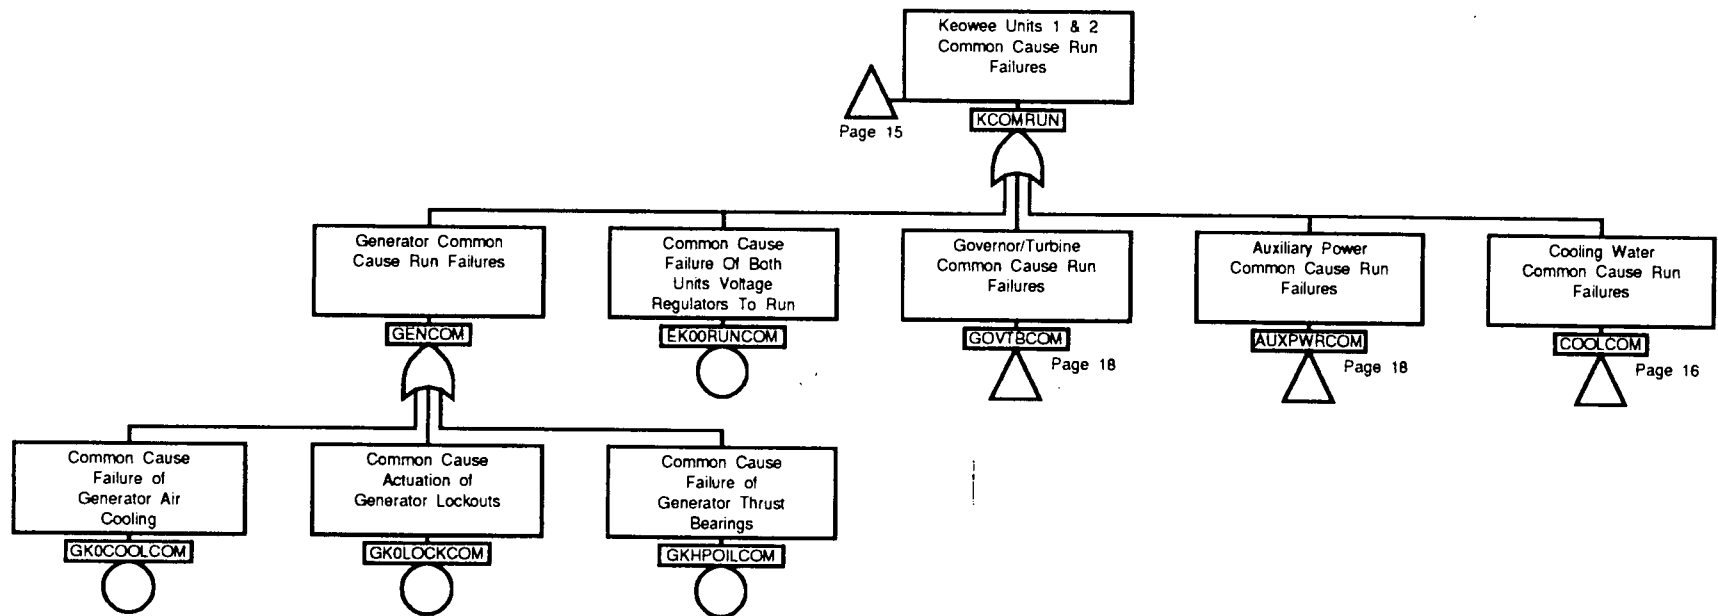 Keowee Units 1 & 2
Common Cause Run
Failures
Page 15
KCOMRUN
Generator Common
Cause Run Failures
GENCOM
Common Cause
Failure Of Both
Units Voltage
Regulators To Run
EK00RUNCOM
Governor/Turbine
Common Cause Run
Failures
GOVTBCOM
Page 18
Auxiliary Power
Common Cause Run
Failures
AUXPWRCOM
Page 18
Cooling Water
Common Cause Run
Failures
COOLCOM
Page 16
Common Cause
Failure of
Generator Air
Cooling
GK0COOLCOM
Common Cause
Actuation of
Generator Lockouts
GK0LOCKCOM
Common Cause
Failure of
Generator Thrust
Bearings
GKHPOILCOM